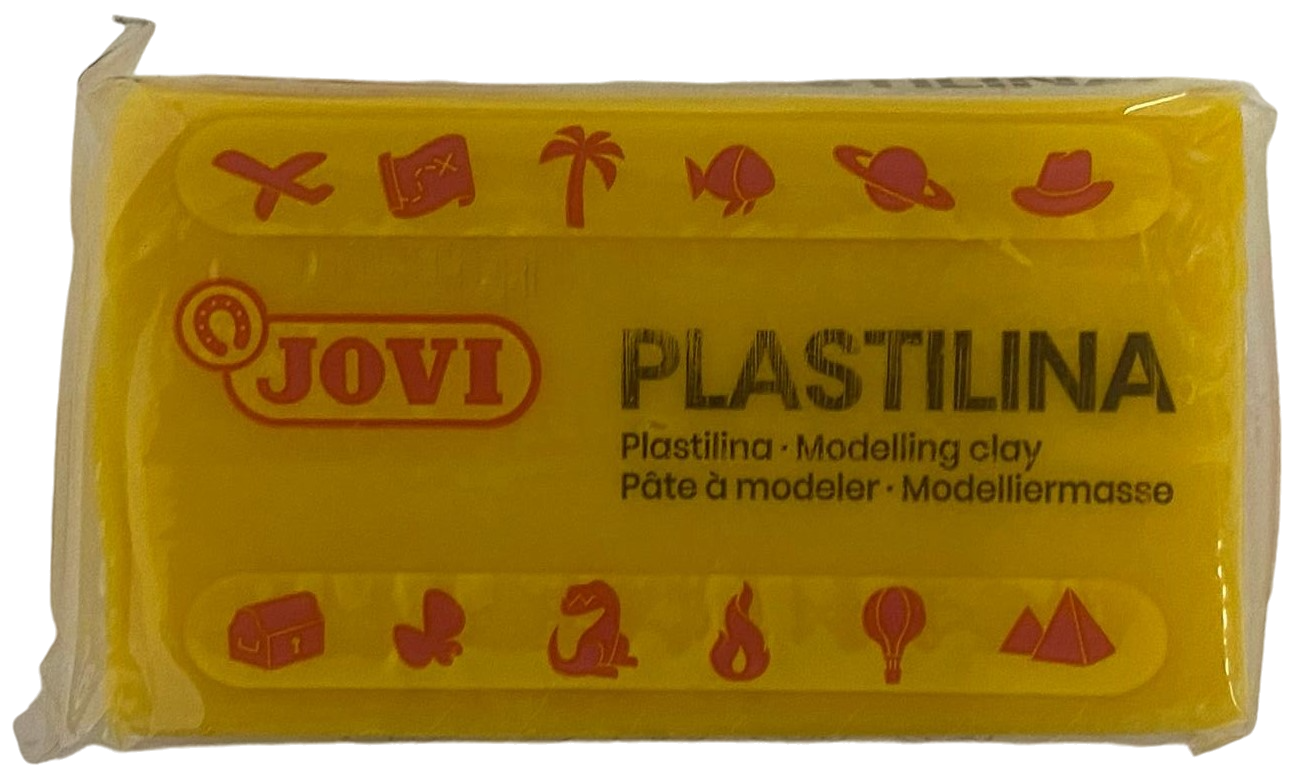 JOVI
PLASTILINA
Plastilina · Modelling clay
Pâte à modeler · Modelliermasse